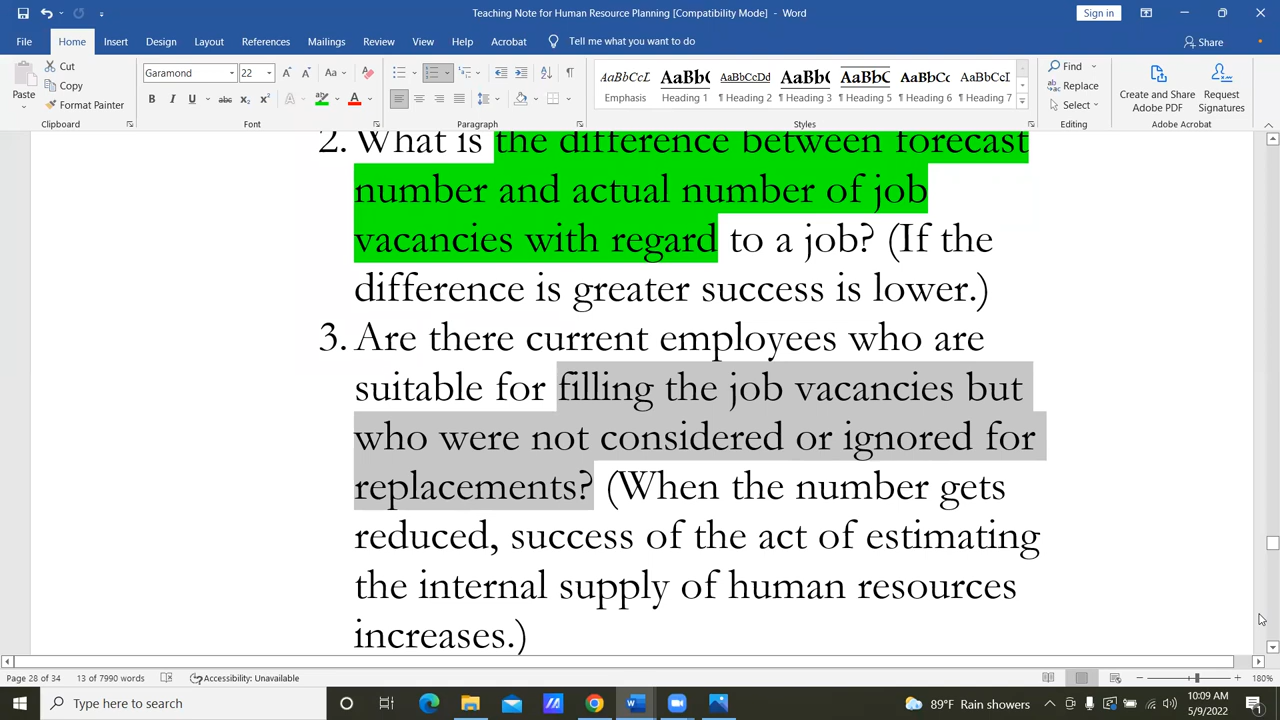 Teaching Note for Human Resource Planning [Compatibility Mode] - Word
Sign in
File Home Insert Design Layout References Mailings Review View Help Acrobat Tell me what you want to do
Share
Paste
Cut
Copy
Format Painter
Clipboard
Garamond 22
Font
Paragraph
AaBbCcL AaBb( AaBbCcDd AaBb( AaBbC AaBbCc AaBbCcI
Emphasis Heading 1 ¶ Heading 2 Heading 3 Heading 5 ¶ Heading 6 ¶ Heading 7
Styles
Find
Replace
Select
Editing
Create and Share Adobe PDF
Request Signatures
Adobe Acrobat
2. What is the difference between forecast
number and actual number of job
vacancies with regard to a job? (If the
difference is greater success is lower.)
3. Are there current employees who are
suitable for filling the job vacancies but
who were not considered or ignored for
replacements? (When the number gets
reduced, success of the act of estimating
the internal supply of human resources
increases.)
Page 28 of 34 13 of 7990 words Accessibility: Unavailable 180%
Type here to search
89°F Rain showers
10:09 AM
5/9/2022